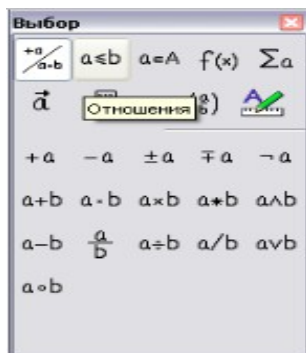 Выбор
+a/a·b a≤b a∈A f(x) Σa
a⃗ Отношения
+a −a ±a ∓a ¬a
a+b a·b a×b a∗b a∧b
a−b a/b a÷b a/b a∨b
a∘b